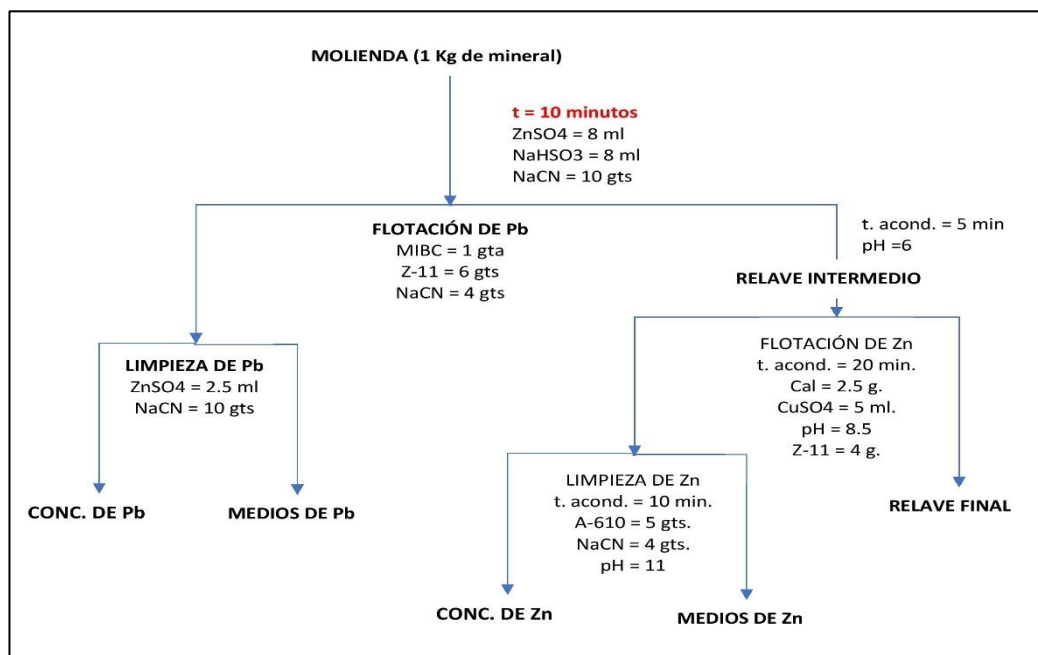 MOLIENDA (1 Kg de mineral)
t = 10 minutos
ZnSO4 = 8 ml
NaHSO3 = 8 ml
NaCN = 10 gts
FLOTACIÓN DE Pb
MIBC = 1 gta
Z-11 = 6 gts
NaCN = 4 gts
t. acond. = 5 min
pH =6
RELAVE INTERMEDIO
LIMPIEZA DE Pb
ZnSO4 = 2.5 ml
NaCN = 10 gts
FLOTACIÓN DE Zn
t. acond. = 20 min.
Cal = 2.5 g.
CuSO4 = 5 ml.
pH = 8.5
Z-11 = 4 g.
CONC. DE Pb
MEDIOS DE Pb
LIMPIEZA DE Zn
t. acond. = 10 min.
A-610 = 5 gts.
NaCN = 4 gts.
pH = 11
RELAVE FINAL
CONC. DE Zn
MEDIOS DE Zn